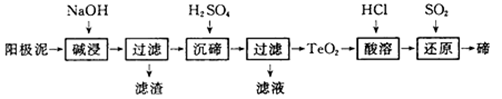 NaOH H₂SO₄ HCl SO₂
阳极泥 碱浸 过滤 沉碲 过滤 TeO₂ 酸溶 还原 碲
滤渣 滤液